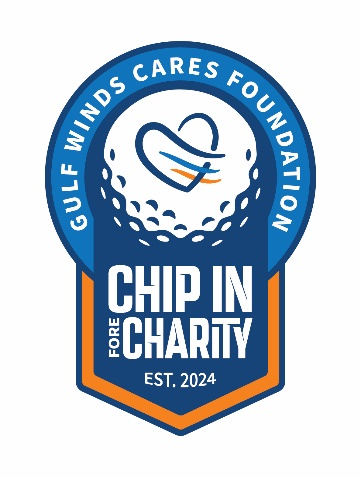 GULF WINDS CARES FOUNDATION
CHIP IN
FORE CHARITY
EST. 2024